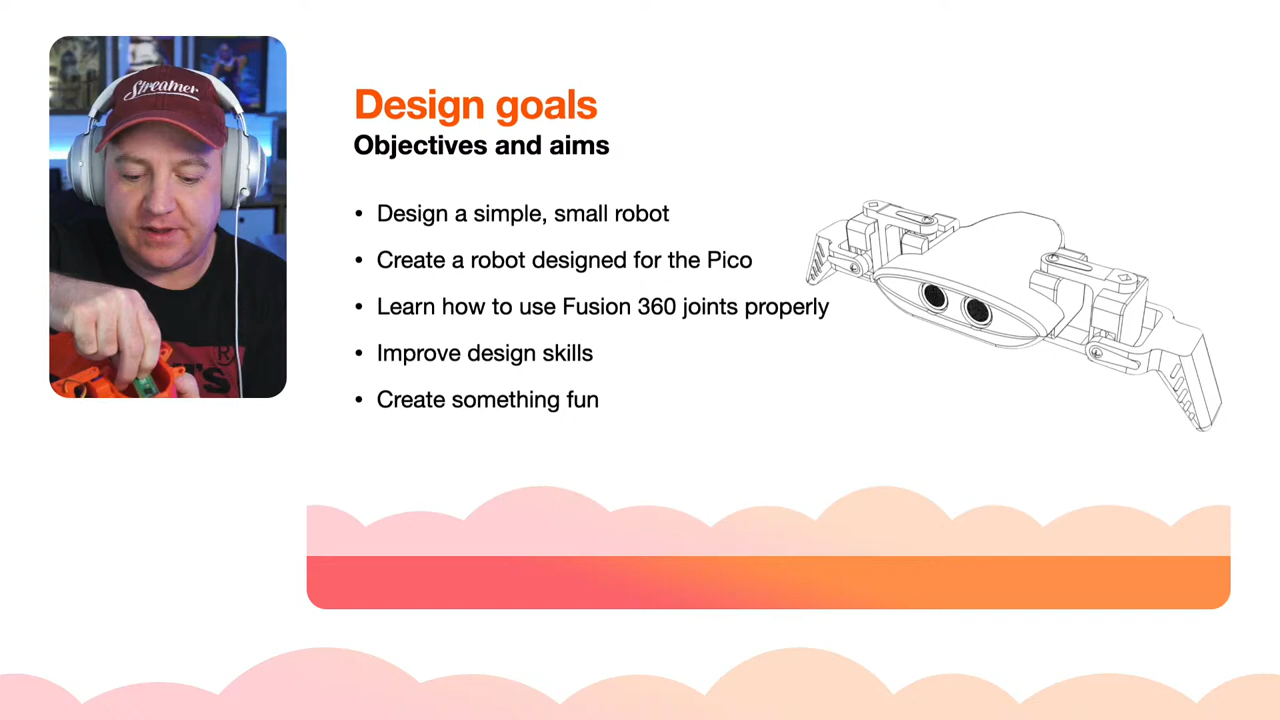 Streamer
Design goals
Objectives and aims
• Design a simple, small robot
• Create a robot designed for the Pico
• Learn how to use Fusion 360 joints properly
• Improve design skills
• Create something fun